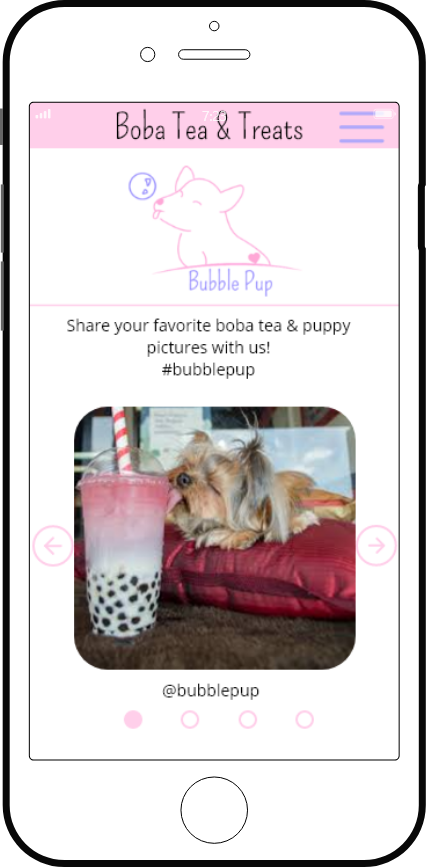 Boba Tea & Treats
Bubble Pup
Share your favorite boba tea & puppy
pictures with us!
#bubblepup
@bubblepup